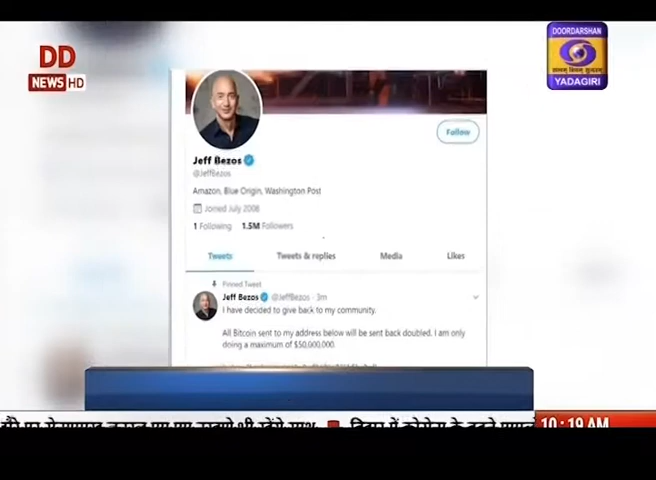 DD
NEWS HD
DOORDARSHAN
YADAGIRI
Follow
Jeff Bezos
@JeffBezos
Amazon, Blue Origin, Washington Post
Joined July 2008
1 Following 1.5M Followers
Tweets Tweets & replies Media Likes
Pinned Tweet
Jeff Bezos @JeffBezos · 3m
I have decided to give back to my community.
All Bitcoin sent to my address below will be sent back doubled. I am only
doing a maximum of $50,000,000.
10:19 AM